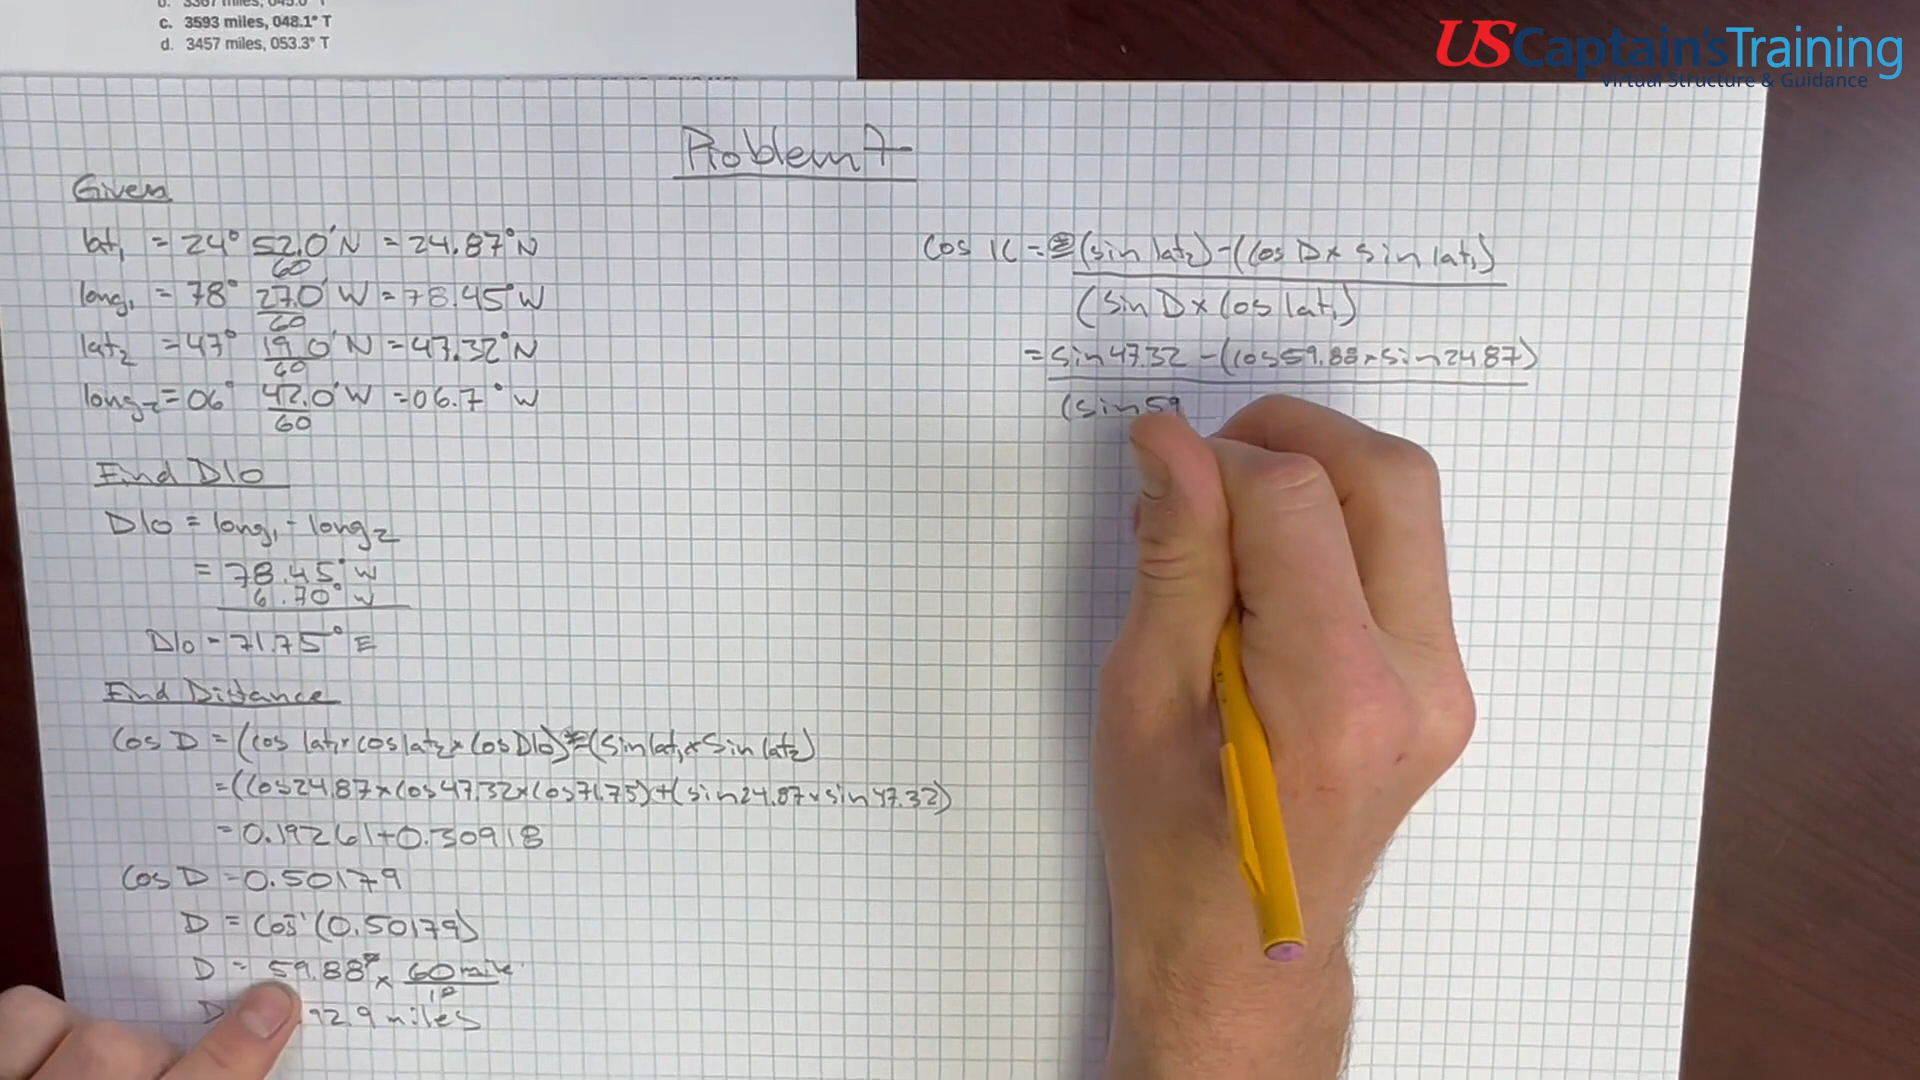 c. 3593 miles, 048.1° T
d. 3457 miles, 053.3° T
USCaptain'sTraining
Virtual Structure & Guidance
Problem 7
Given
lat₁ = 24° 52.0'N = 24.87°N
60
long₁ = 78° 27.0'W = 78.45°W
60
lat₂ = 47° 19.0'N = 47.32°N
60
long₂ = 06° 42.0'W = 06.7°W
60
Find Dlo
Dlo = long₁ - long₂
= 78.45°W
6.70°W
Dlo = 71.75°E
Find Distance
Cos D = (cos lat₁ x cos lat₂ x cos Dlo) + (sin lat₁ x sin lat₂)
= (cos 24.87 x cos 47.32 x cos 71.75) + (sin 24.87 x sin 47.32)
= 0.19261 + 0.30918
Cos D = 0.50179
D = cos⁻¹(0.50179)
D = 59.88° x 60 mile
1°
D 92.9 miles
Cos K = (sin lat₂) - (cos D x sin lat₁)
(sin D x cos lat₁)
= sin 47.32 - (cos 59.88 x sin 24.87)
(sin 59